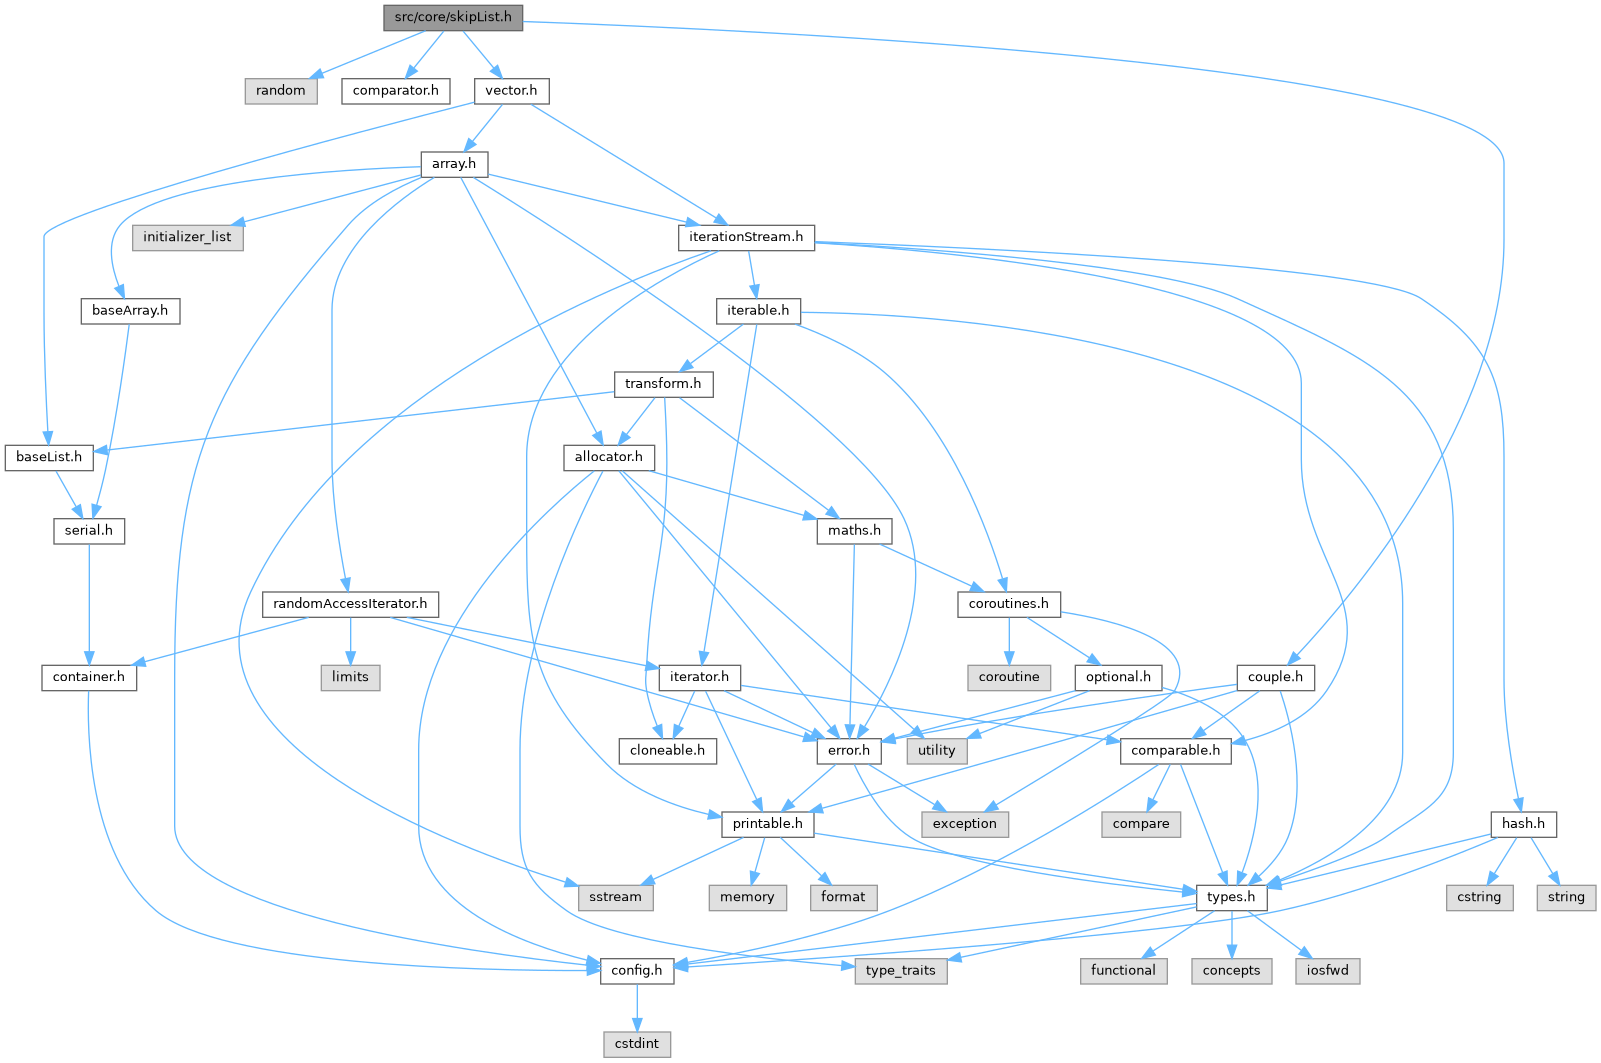 src/core/skipList.h
random
comparator.h
vector.h
array.h
initializer_list
iterationStream.h
baseArray.h
iterable.h
transform.h
baseList.h
allocator.h
serial.h
maths.h
randomAccessIterator.h
coroutines.h
container.h
limits
iterator.h
coroutine
optional.h
couple.h
cloneable.h
error.h
utility
comparable.h
printable.h
exception
compare
hash.h
sstream
memory
format
types.h
cstring
string
config.h
type_traits
functional
concepts
iosfwd
cstdint